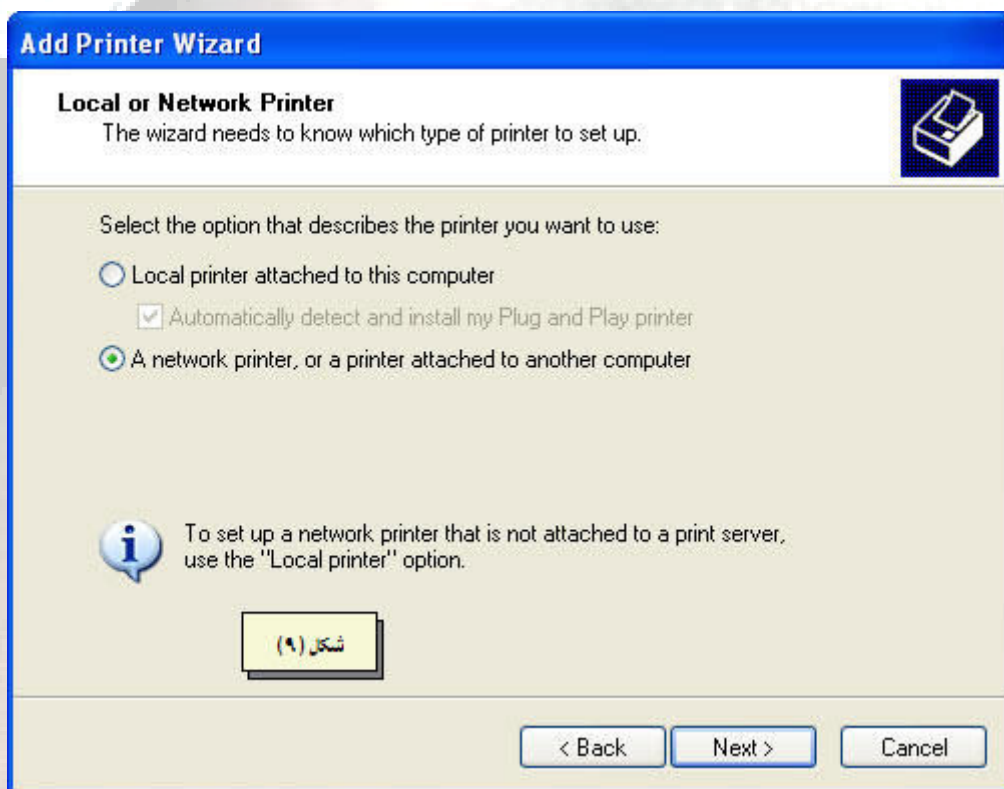 Add Printer Wizard
Local or Network Printer
The wizard needs to know which type of printer to set up.
Select the option that describes the printer you want to use:
Local printer attached to this computer
Automatically detect and install my Plug and Play printer
A network printer, or a printer attached to another computer
To set up a network printer that is not attached to a print server,
use the "Local printer" option.
شكل (٩)
< Back Next > Cancel